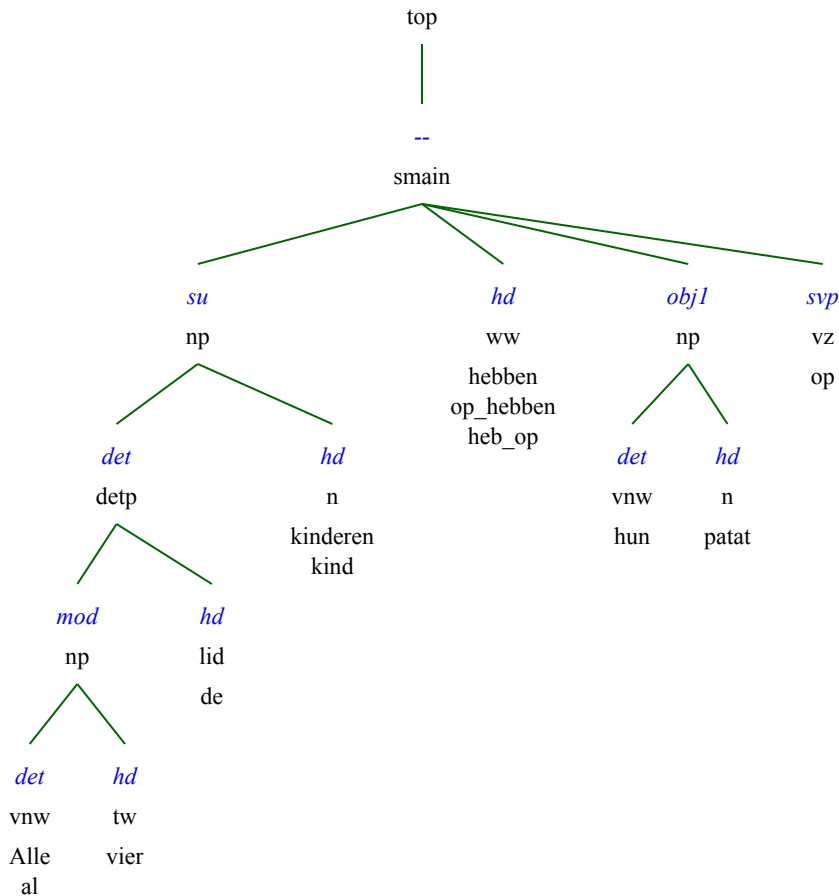 top
--
smain
su hd obj1 svp
np ww np vz
hebben op
op_hebben
heb_op
det hd det hd
detp n vnw n
kinderen hun patat
kind
mod hd
np lid
de
det hd
vnw tw
Alle vier
al